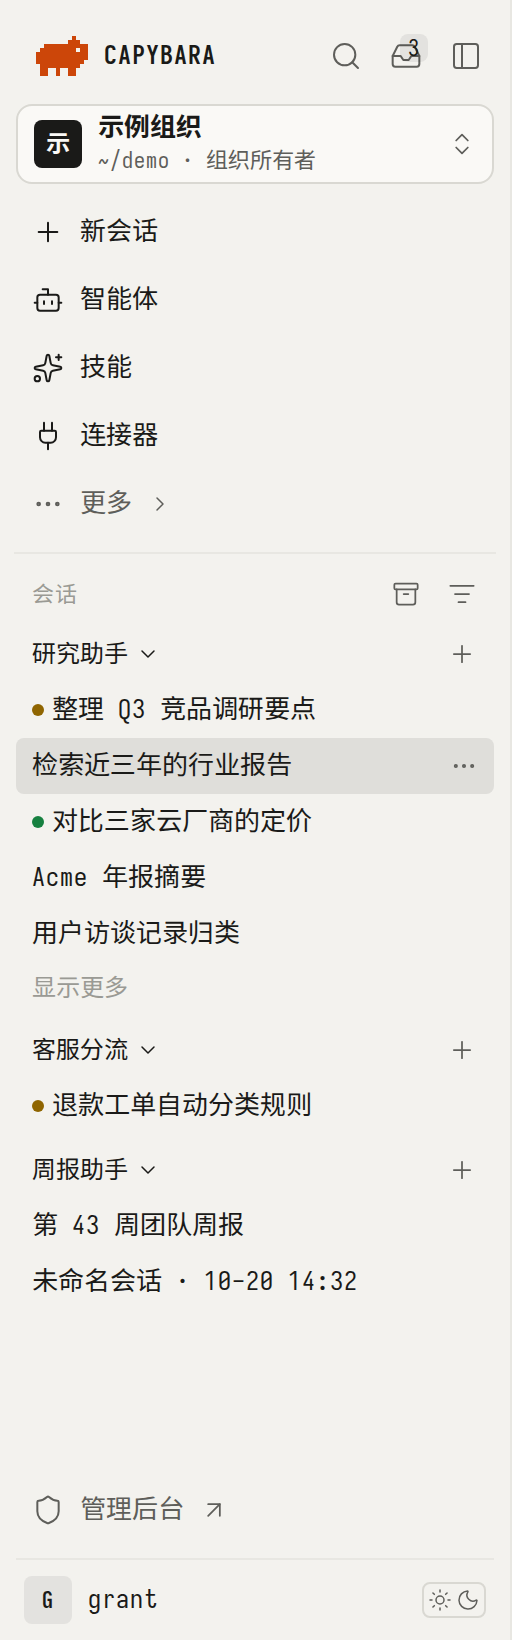 CAPYBARA
3
示
示例组织
~/demo · 组织所有者
新会话
智能体
技能
连接器
更多
会话
研究助手
整理 Q3 竞品调研要点
检索近三年的行业报告
对比三家云厂商的定价
Acme 年报摘要
用户访谈记录归类
显示更多
客服分流
退款工单自动分类规则
周报助手
第 43 周团队周报
未命名会话 · 10-20 14:32
管理后台
G
grant